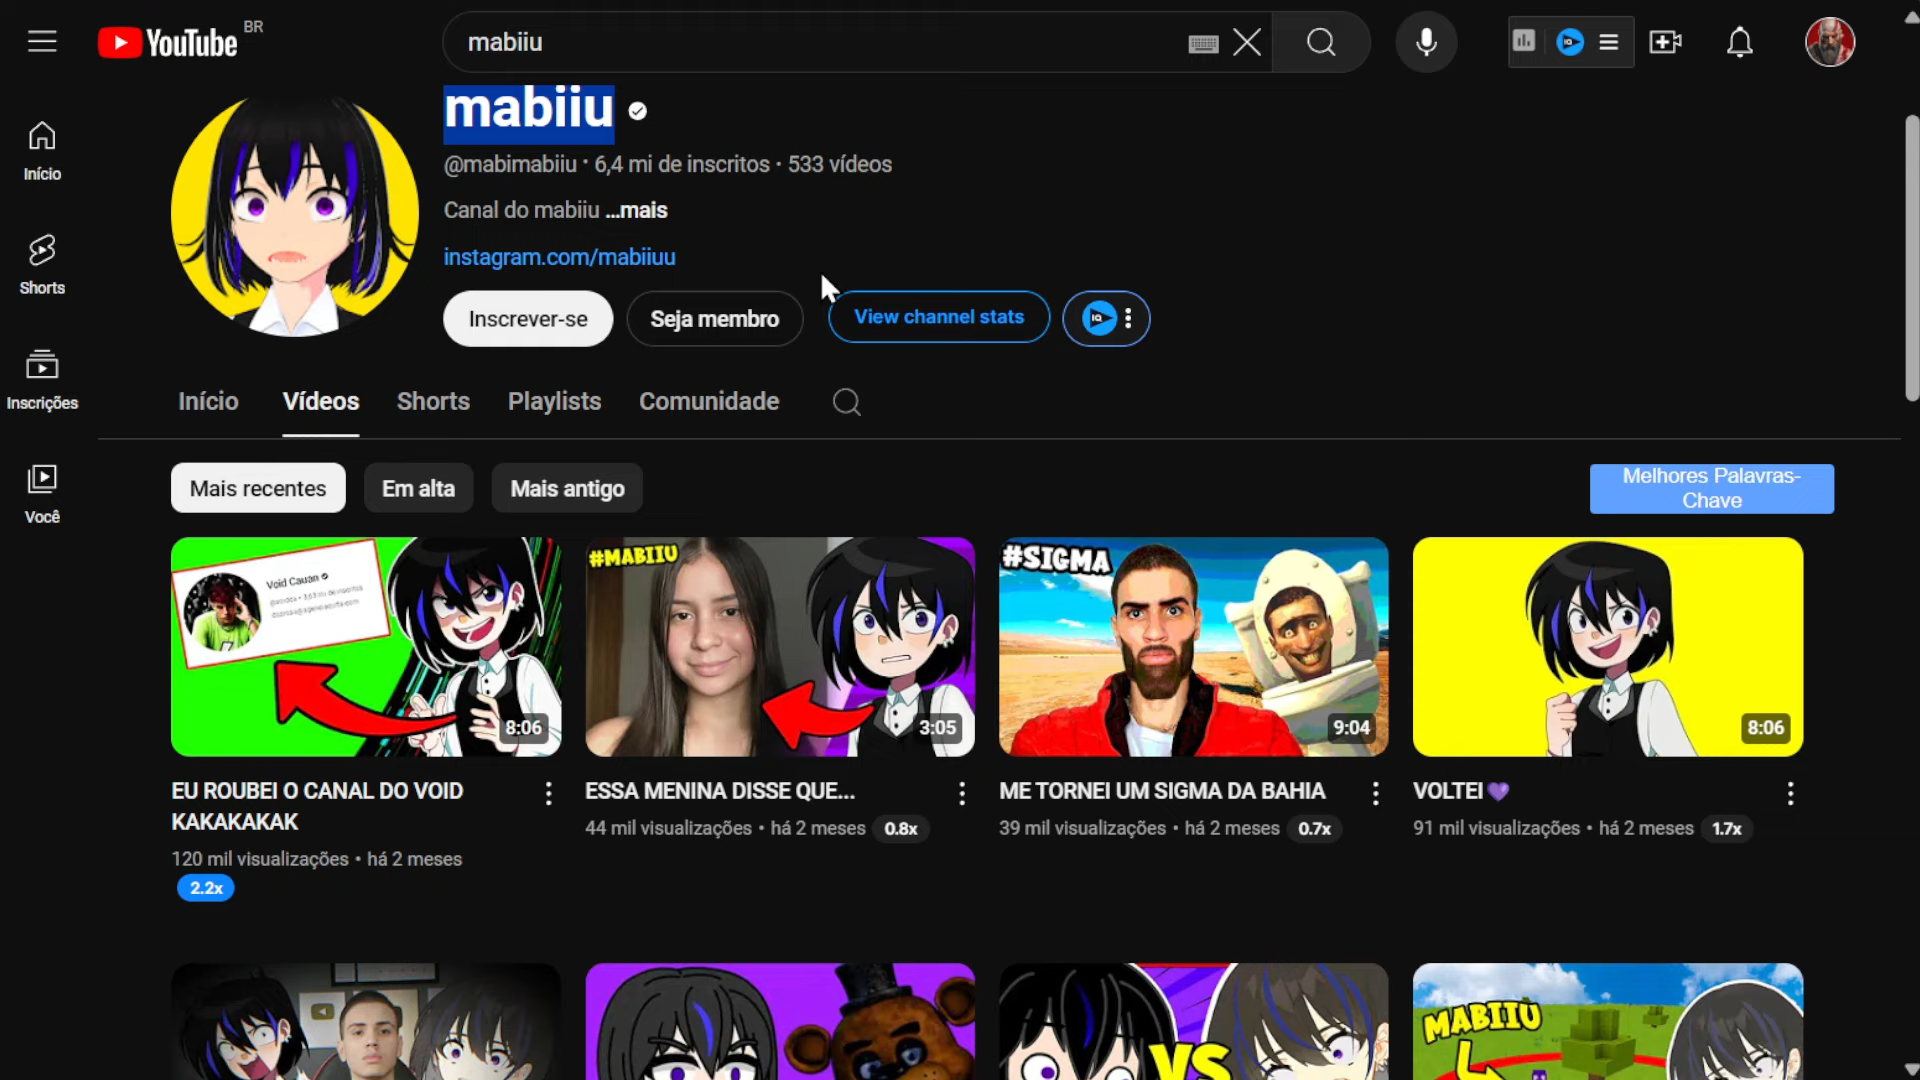 YouTube BR
mabiiu
mabiiu
@mabimabiiu · 6,4 mi de inscritos · 533 vídeos
Canal do mabiiu ...mais
instagram.com/mabiiuu
Inscrever-se
Seja membro
View channel stats
IQ
Início
Shorts
Inscrições
Você
Início
Vídeos
Shorts
Playlists
Comunidade
Mais recentes
Em alta
Mais antigo
Melhores Palavras-
Chave
Void Cauan
8:06
#MABIIU
3:05
#SIGMA
9:04
8:06
EU ROUBEI O CANAL DO VOID
KAKAKAKAK
120 mil visualizações • há 2 meses
2.2x
ESSA MENINA DISSE QUE...
44 mil visualizações • há 2 meses 0.8x
ME TORNEI UM SIGMA DA BAHIA
39 mil visualizações • há 2 meses 0.7x
VOLTEI💜
91 mil visualizações • há 2 meses 1.7x
VS
MABIIU